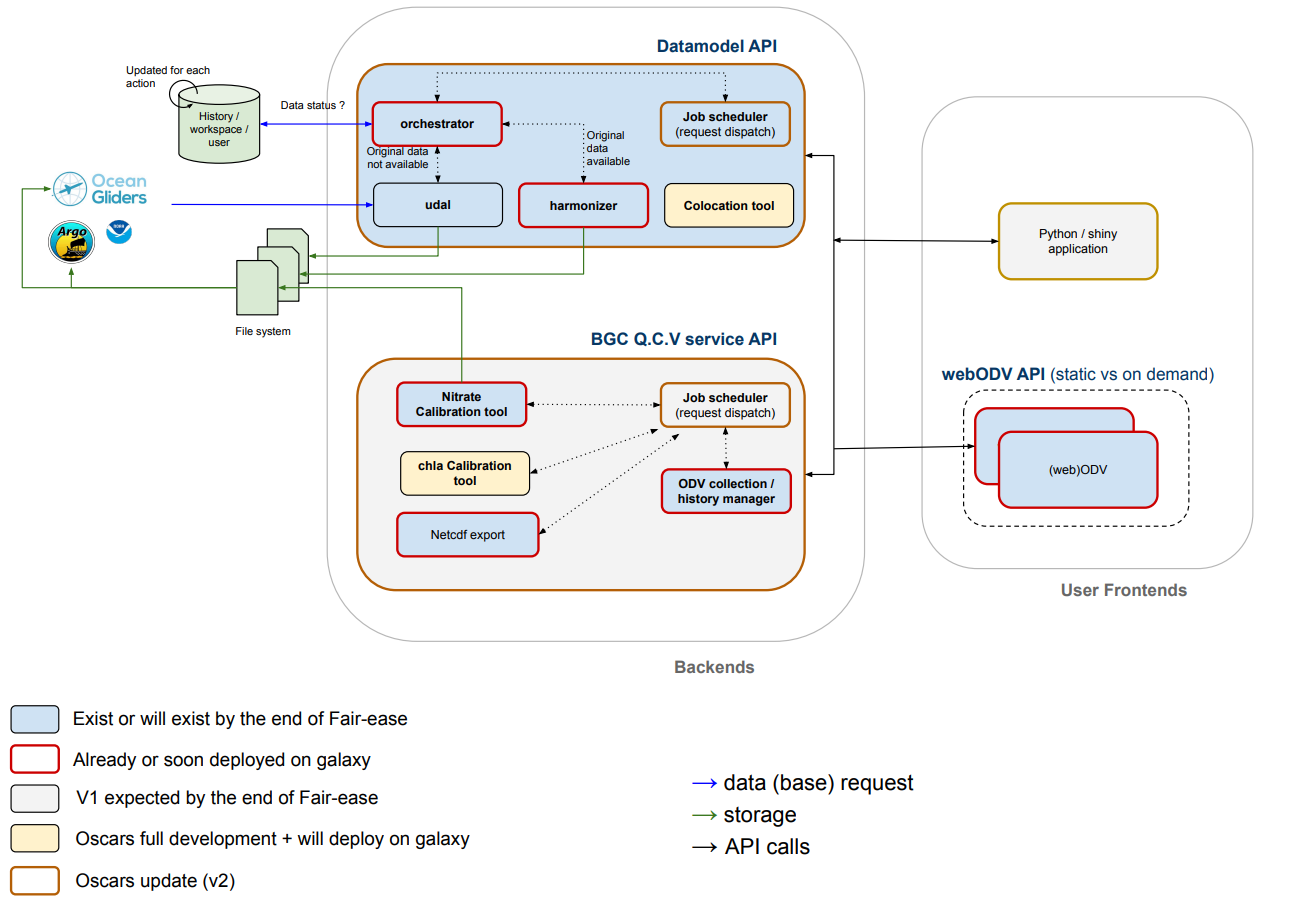 Datamodel API
Updated for each
action
History /
workspace /
user
Data status ?
orchestrator
Job scheduler
(request dispatch)
Original data
not available
Original
data
available
Ocean
Gliders
udal
harmonizer
Colocation tool
Argo
NOAA
Python / shiny
application
File system
BGC Q.C.V service API
webODV API (static vs on demand)
Nitrate
Calibration tool
Job scheduler
(request dispatch)
chla Calibration
tool
ODV collection /
history manager
(web)ODV
Netcdf export
User Frontends
Backends
Exist or will exist by the end of Fair-ease
Already or soon deployed on galaxy
V1 expected by the end of Fair-ease
Oscars full development + will deploy on galaxy
Oscars update (v2)
data (base) request
storage
API calls